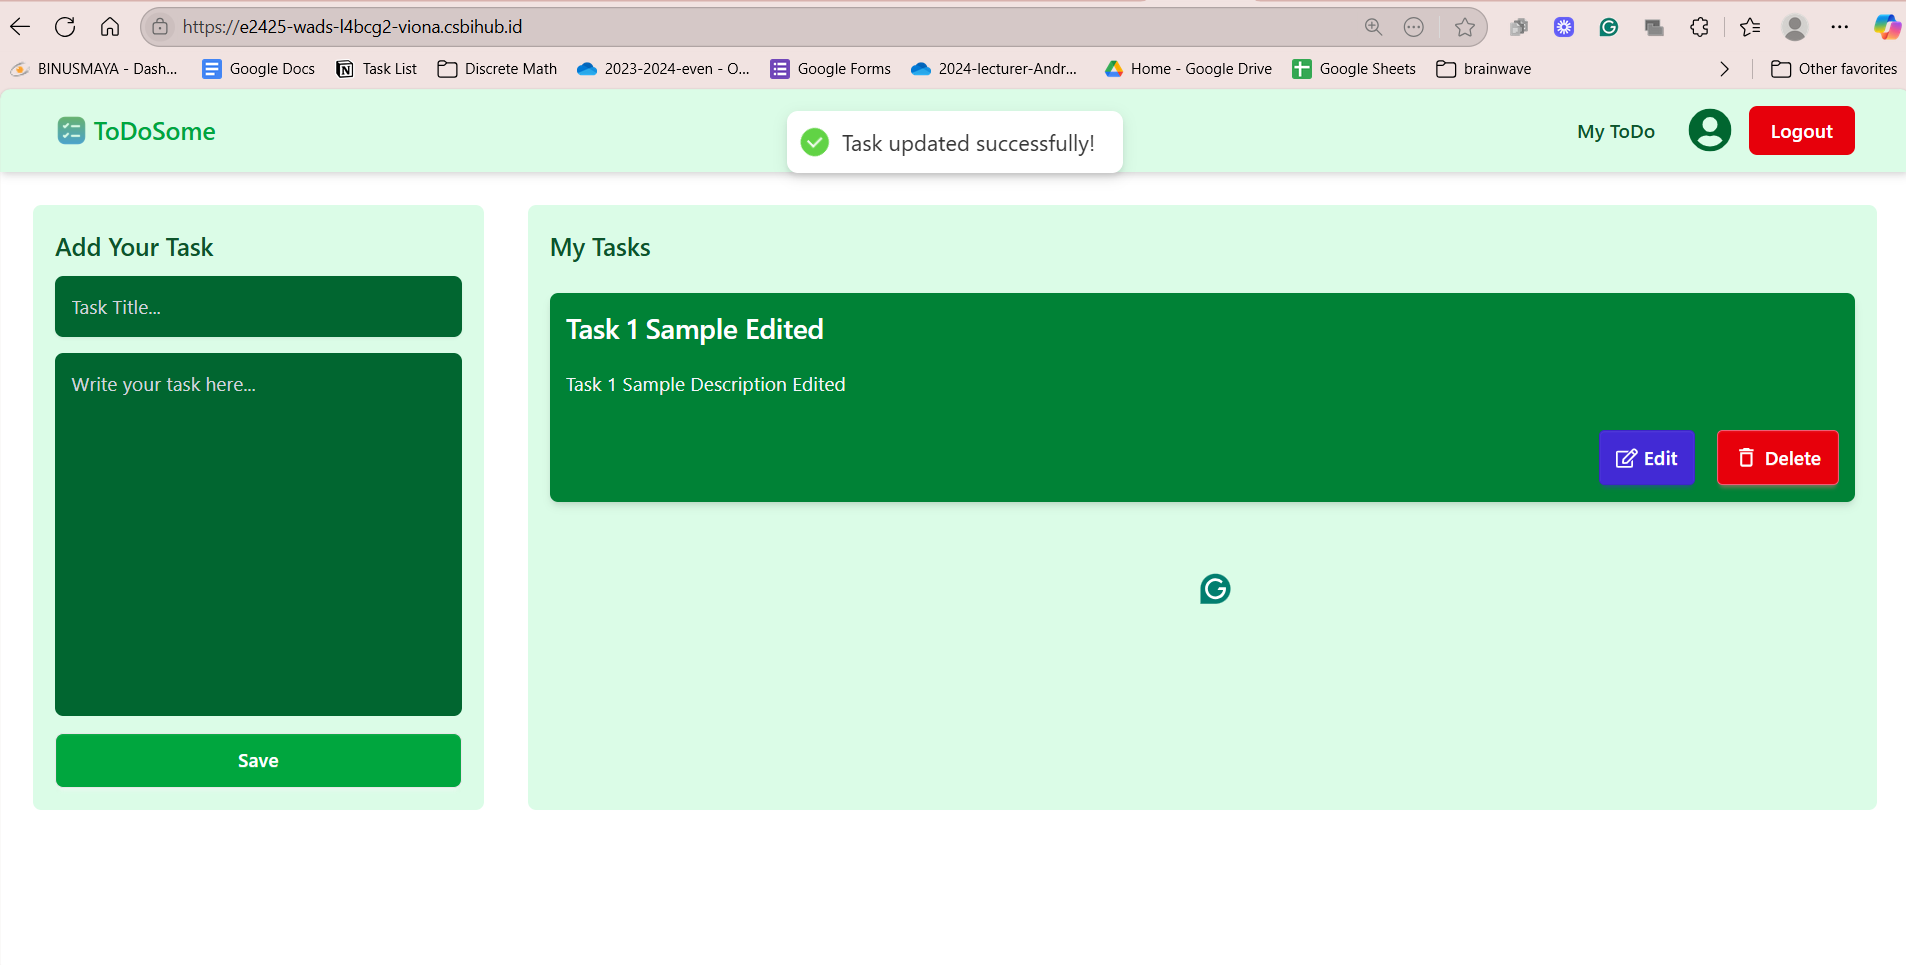 https://e2425-wads-l4bcg2-viona.csbihub.id
BINUSMAYA - Dash...
Google Docs
Task List
Discrete Math
2023-2024-even - O...
Google Forms
2024-lecturer-Andr...
Home - Google Drive
Google Sheets
brainwave
Other favorites
ToDoSome
Task updated successfully!
My ToDo
Logout
Add Your Task
Task Title...
Write your task here...
Save
My Tasks
Task 1 Sample Edited
Task 1 Sample Description Edited
Edit
Delete